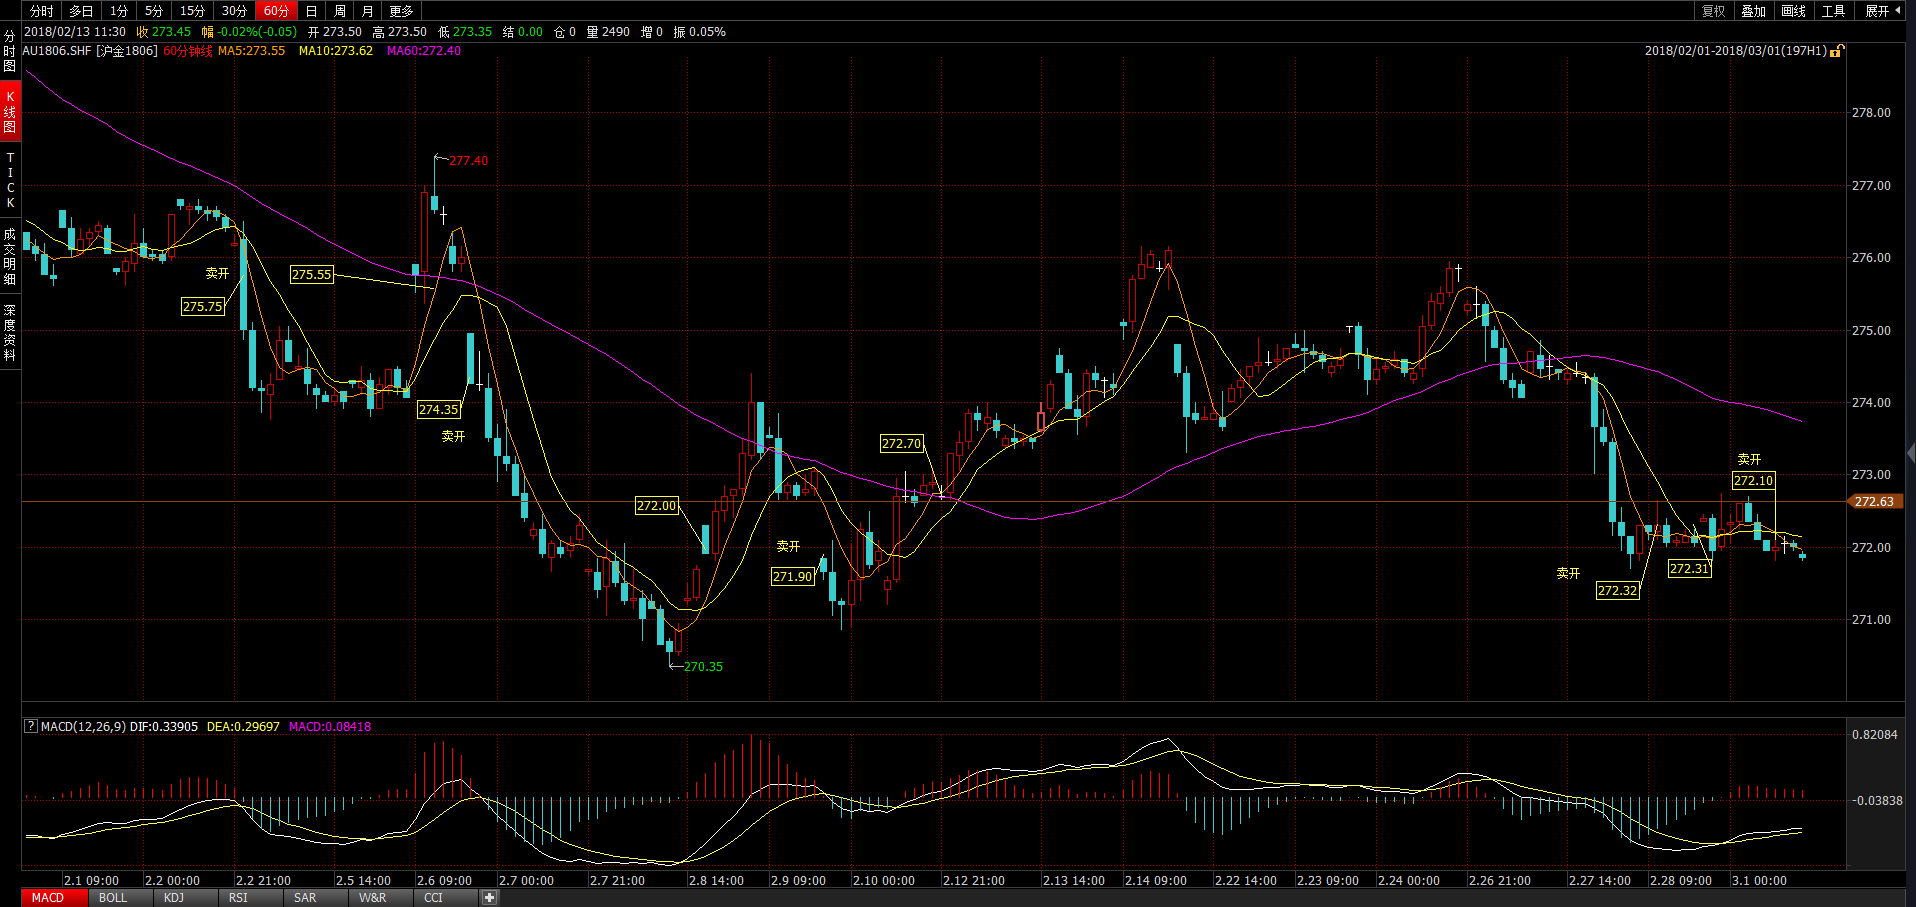 分时 多日 1分 5分 15分 30分 60分 日 周 月 更多 复权 叠加 画线 工具 展开
2018/02/13 11:30 收 273.45 幅 -0.02%(-0.05) 开 273.50 高 273.50 低 273.35 结 0.00 仓 0 量 2490 增 0 振 0.05%
AU1806.SHF [沪金1806] 60分钟线 MA5:273.55 MA10:273.62 MA60:272.40 2018/02/01-2018/03/01(197H1)
分时图
K线图
TICK
成交明细
深度资料
278.00
277.40
277.00
276.00
卖开
275.55
275.75
275.00
274.35
274.00
卖开
272.70
卖开
273.00
272.10
272.63
272.00
卖开
272.00
271.90
272.31
卖开
272.32
271.00
270.35
? MACD(12,26,9) DIF:0.33905 DEA:0.29697 MACD:0.08418
0.82084
-0.03838
2.1 09:00 2.2 00:00 2.2 21:00 2.5 14:00 2.6 09:00 2.7 00:00 2.7 21:00 2.8 14:00 2.9 09:00 2.10 00:00 2.12 21:00 2.13 14:00 2.14 09:00 2.22 14:00 2.23 09:00 2.24 00:00 2.26 21:00 2.27 14:00 2.28 09:00 3.1 00:00
MACD BOLL KDJ RSI SAR W&R CCI